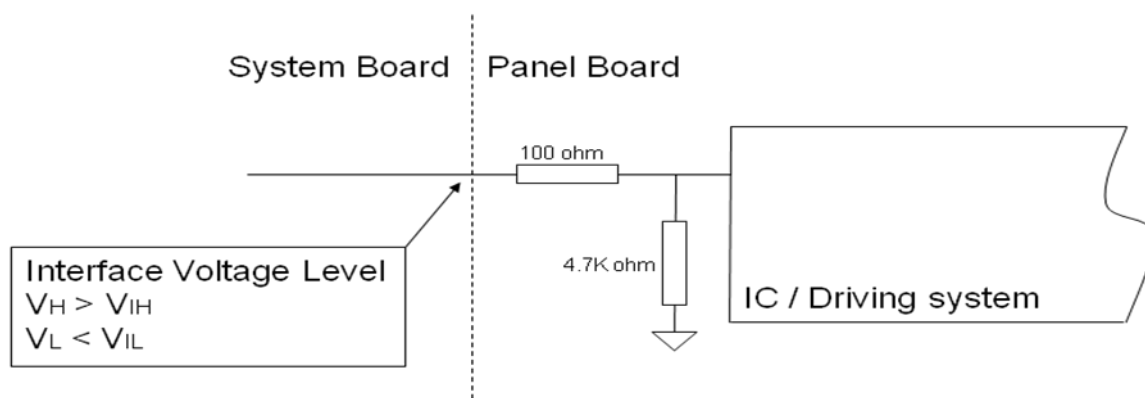 System Board
Panel Board
100 ohm
4.7K ohm
Interface Voltage Level
VH > VIH
VL < VIL
IC / Driving system